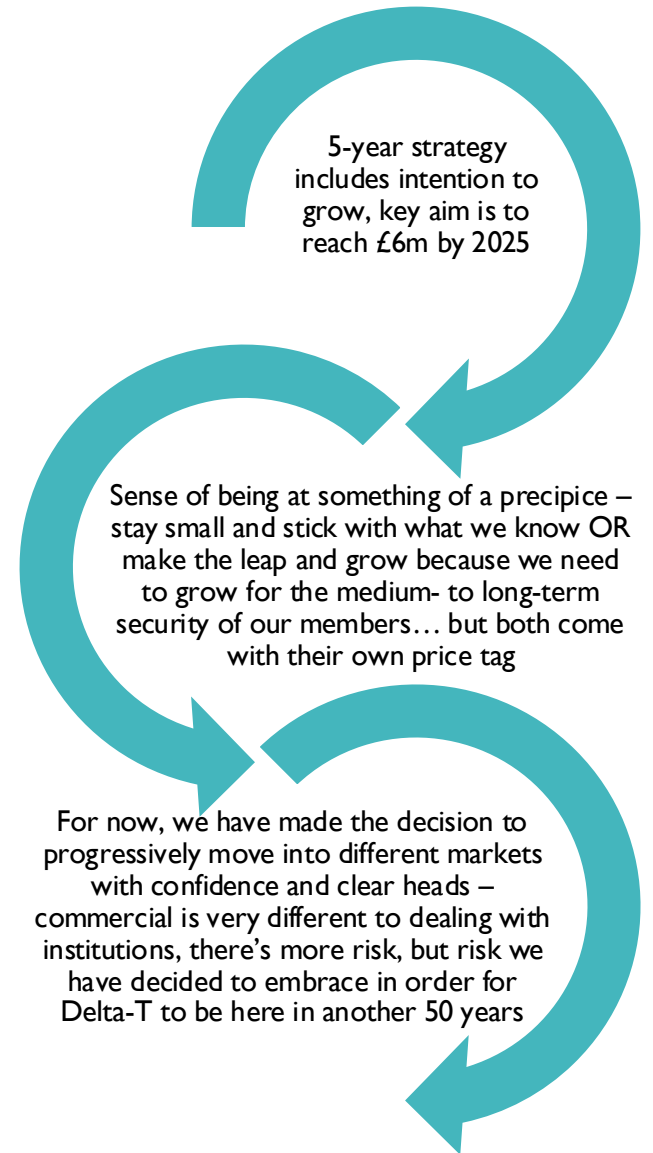 5-year strategy
includes intention to
grow, key aim is to
reach £6m by 2025
Sense of being at something of a precipice –
stay small and stick with what we know OR
make the leap and grow because we need
to grow for the medium- to long-term
security of our members… but both come
with their own price tag
For now, we have made the decision to
progressively move into different markets
with confidence and clear heads –
commercial is very different to dealing with
institutions, there’s more risk, but risk we
have decided to embrace in order for
Delta-T to be here in another 50 years